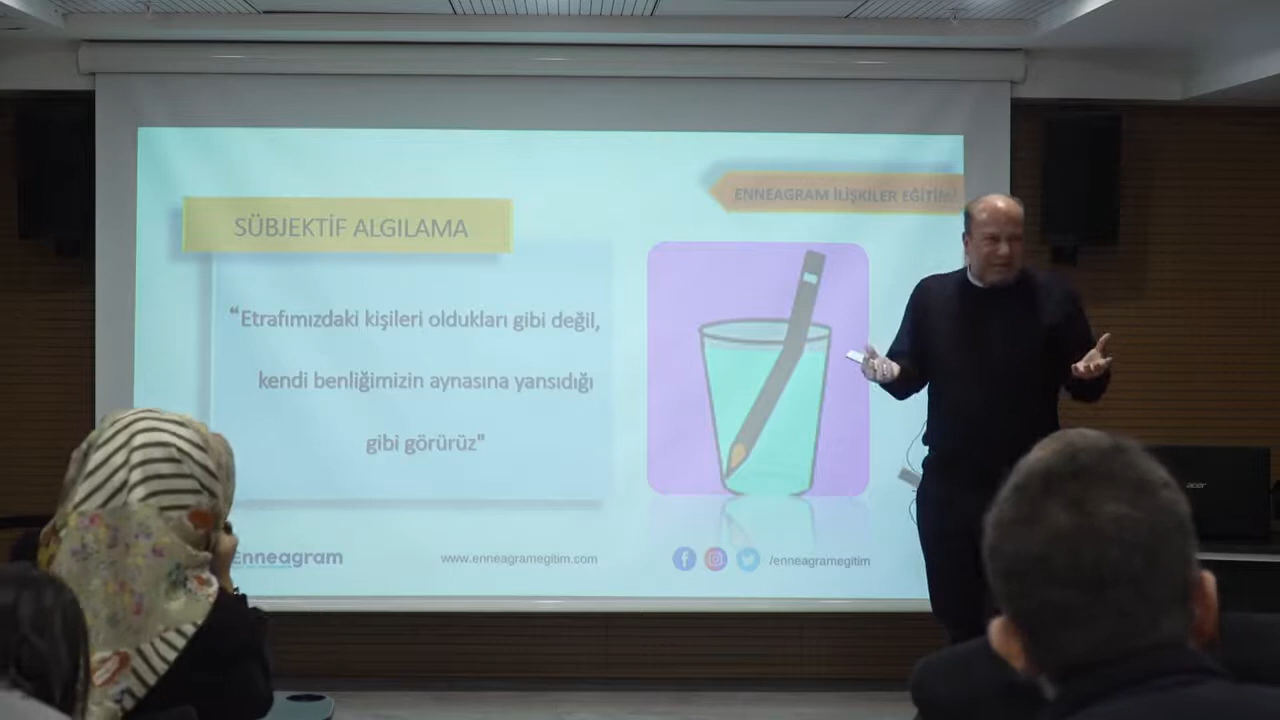 ENNEAGRAM İLİŞKİLER EĞİTİMİ
SÜBJEKTİF ALGILAMA
“Etrafımızdaki kişileri oldukları gibi değil,
kendi benliğimizin aynasına yansıdığı
gibi görürüz"
Enneagram
www.enneagramegitim.com
/enneagramegitim
acer